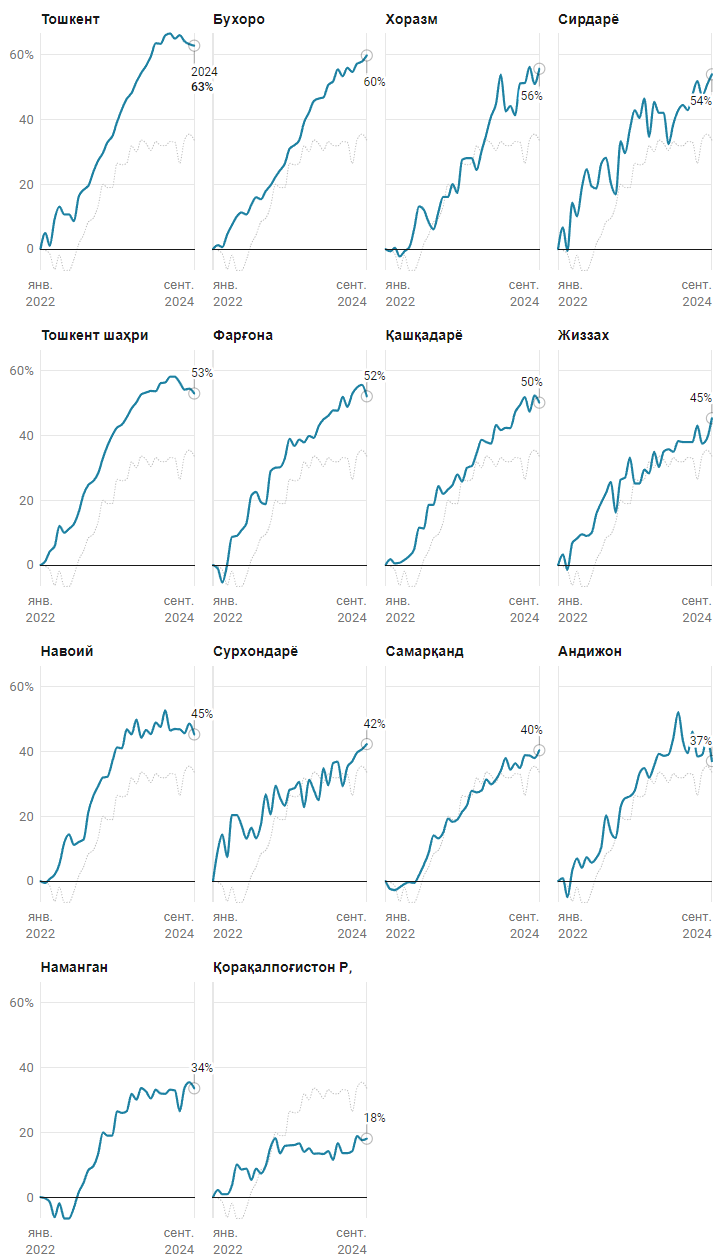 Тошкент
Бухоро
Хоразм
Сирдарё
60%
40
20
0
2024
63%
60%
56%
54%
янв.
2022
сент.
2024
янв.
2022
сент.
2024
янв.
2022
сент.
2024
янв.
2022
сент.
2024
Тошкент шаҳри
Фарғона
Қашқадарё
Жиззах
60%
40
20
0
53%
52%
50%
45%
янв.
2022
сент.
2024
янв.
2022
сент.
2024
янв.
2022
сент.
2024
янв.
2022
сент.
2024
Навоий
Сурхондарё
Самарқанд
Андижон
60%
40
20
0
45%
42%
40%
37%
янв.
2022
сент.
2024
янв.
2022
сент.
2024
янв.
2022
сент.
2024
янв.
2022
сент.
2024
Наманган
Қорақалпоғистон Р,
60%
40
20
0
34%
18%
янв.
2022
сент.
2024
янв.
2022
сент.
2024